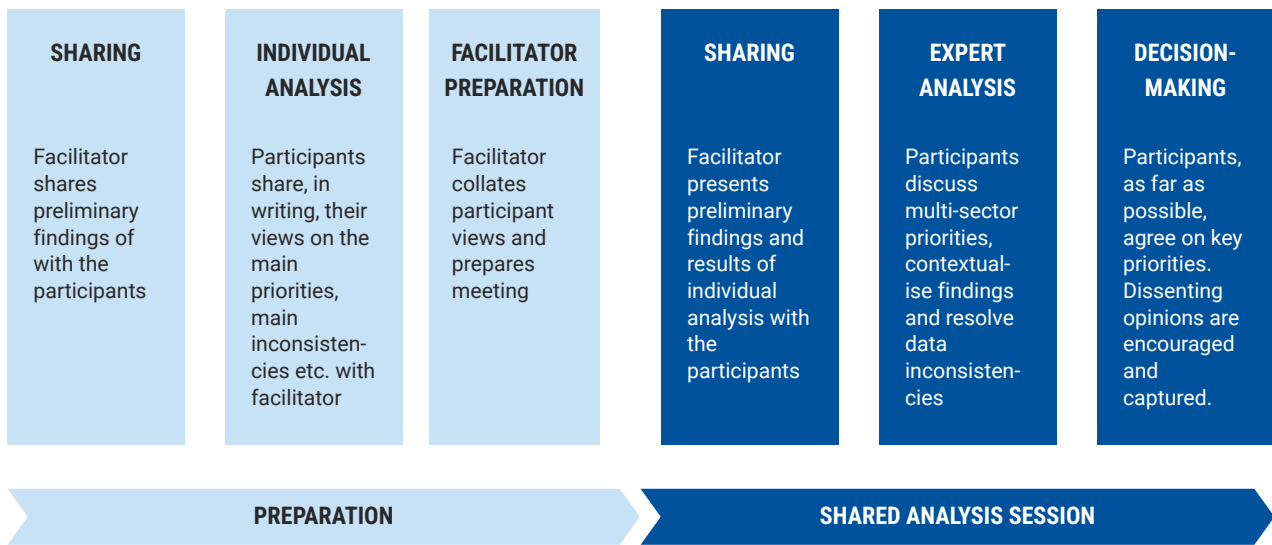 SHARING
Facilitator
shares
preliminary
findings of
with the
participants
INDIVIDUAL
ANALYSIS
Participants
share, in
writing, their
views on the
main
priorities,
main
inconsisten-
cies etc. with
facilitator
FACILITATOR
PREPARATION
Facilitator
collates
participant
views and
prepares
meeting
SHARING
Facilitator
presents
preliminary
findings and
results of
individual
analysis with
the
participants
EXPERT
ANALYSIS
Participants
discuss
multi-sector
priorities,
contextual-
ise findings
and resolve
data
inconsisten-
cies
DECISION-
MAKING
Participants,
as far as
possible,
agree on key
priorities.
Dissenting
opinions are
encouraged
and
captured.
PREPARATION
SHARED ANALYSIS SESSION